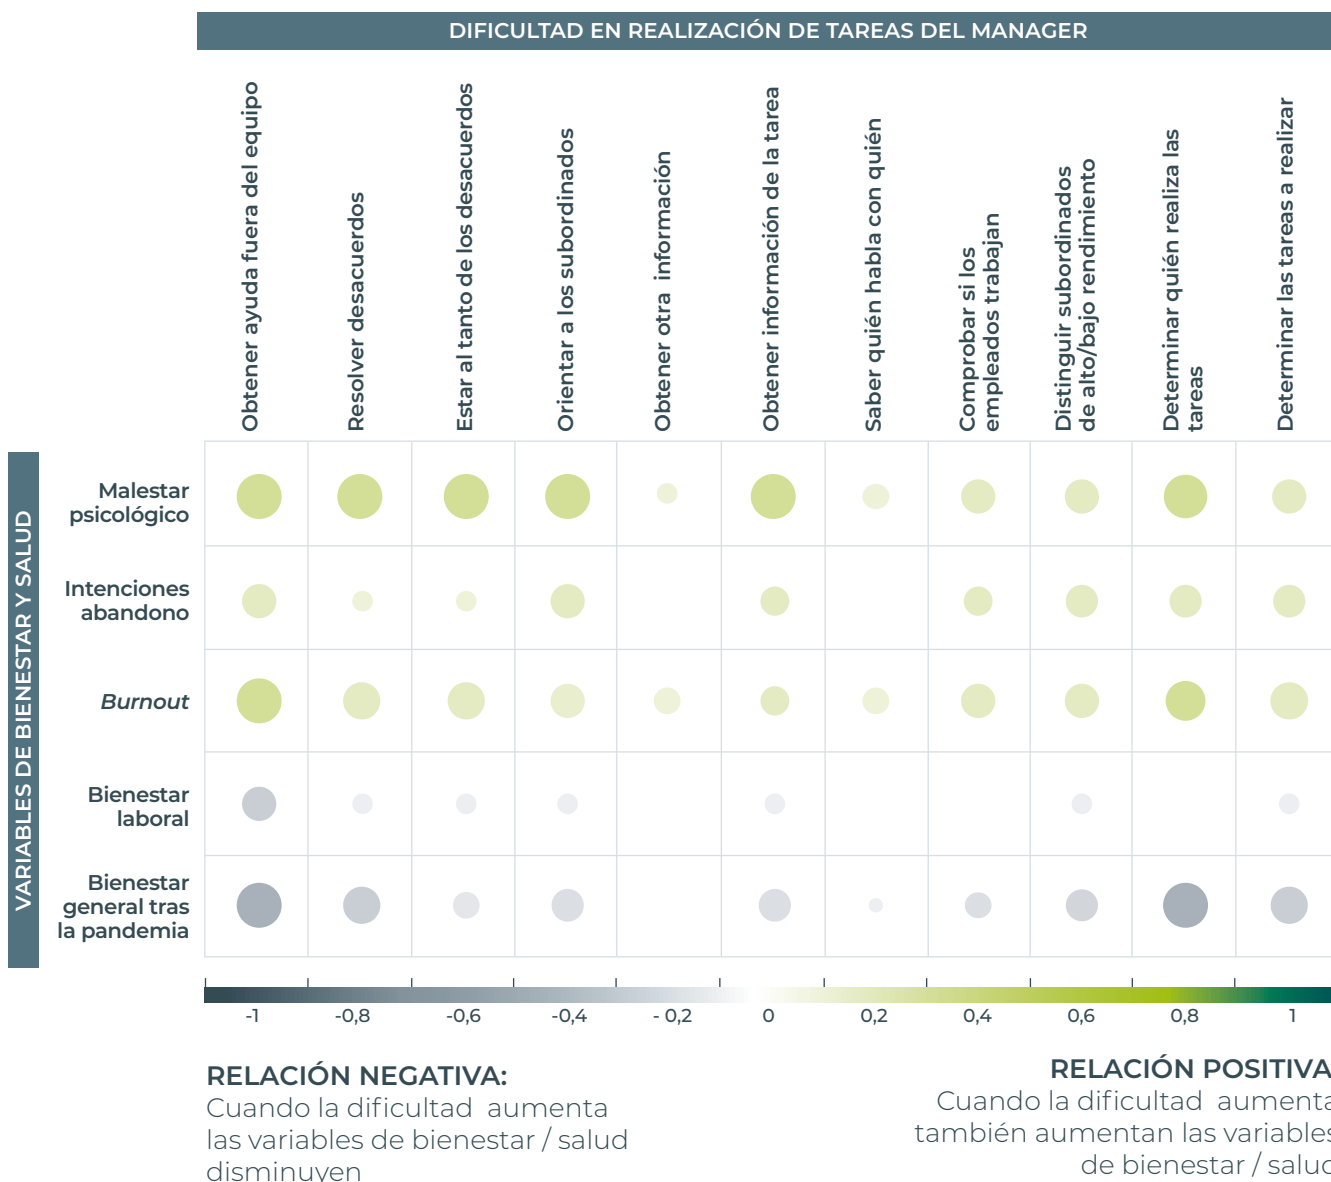 DIFICULTAD EN REALIZACIÓN DE TAREAS DEL MANAGER
Obtener ayuda fuera del equipo
Resolver desacuerdos
Estar al tanto de los desacuerdos
Orientar a los subordinados
Obtener otra información
Obtener información de la tarea
Saber quién habla con quién
Comprobar si los
empleados trabajan
Distinguir subordinados
de alto/bajo rendimiento
Determinar quién realiza las
tareas
Determinar las tareas a realizar
VARIABLES DE BIENESTAR Y SALUD
Malestar
psicológico
Intenciones
abandono
Burnout
Bienestar
laboral
Bienestar
general tras
la pandemia
-1 -0,8 -0,6 -0,4 - 0,2 0 0,2 0,4 0,6 0,8 1
RELACIÓN NEGATIVA:
Cuando la dificultad aumenta
las variables de bienestar / salud
disminuyen
RELACIÓN POSITIVA
Cuando la dificultad aumenta
también aumentan las variables
de bienestar / salud